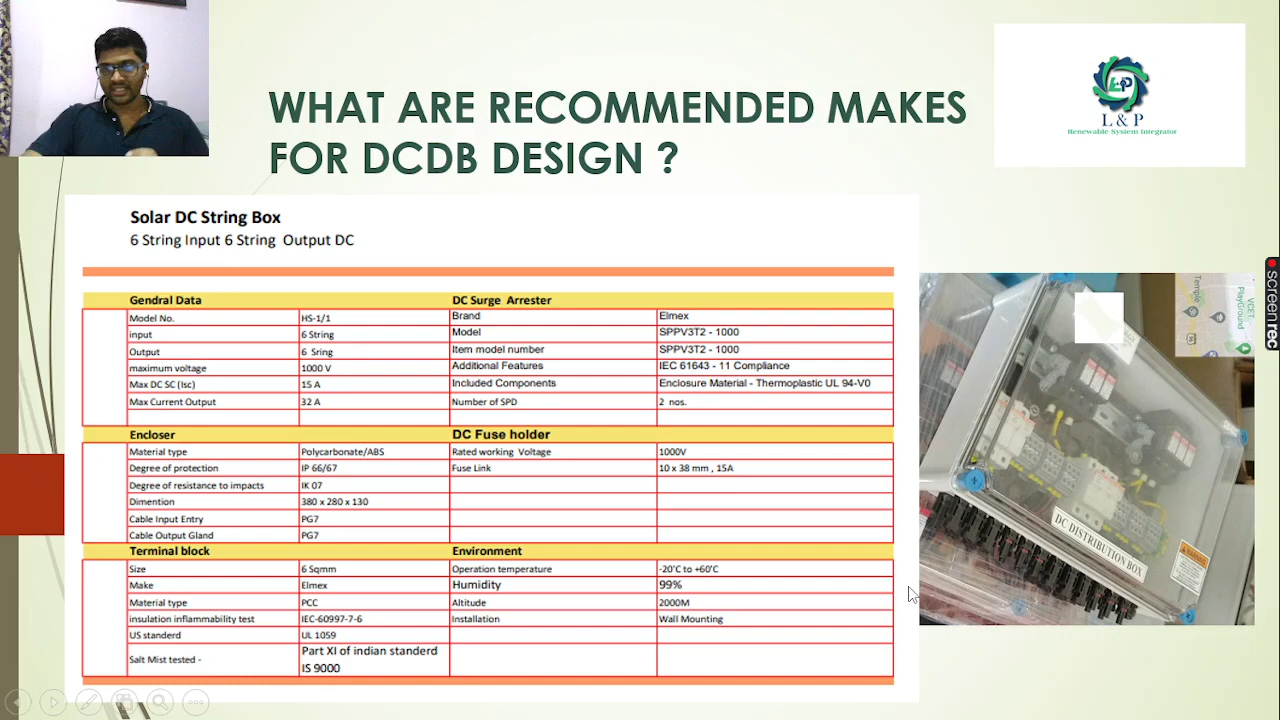 WHAT ARE RECOMMENDED MAKES
FOR DCDB DESIGN ?
L & P
Renewable System Integrator
Solar DC String Box
6 String Input 6 String Output DC
Gendral Data DC Surge Arrester
Model No. HS-1/1 Brand Elmex
input 6 String Model SPPV3T2 - 1000
Output 6 Sring Item model number SPPV3T2 - 1000
maximum voltage 1000 V Additional Features IEC 61643 - 11 Compliance
Max DC SC (Isc) 15 A Included Components Enclosure Material - Thermoplastic UL 94-V0
Max Current Output 32 A Number of SPD 2 nos.
Encloser DC Fuse holder
Material type Polycarbonate/ABS Rated working Voltage 1000V
Degree of protection IP 66/67 Fuse Link 10 x 38 mm , 15A
Degree of resistance to impacts IK 07
Dimention 380 x 280 x 130
Cable Input Entry PG7
Cable Output Gland PG7
Terminal block Environment
Size 6 Sqmm Operation temperature -20°C to +60°C
Make Elmex Humidity 99%
Material type PCC Altitude 2000M
insulation inflammability test IEC-60997-7-6 Installation Wall Mounting
US standerd UL 1059
Salt Mist tested - Part XI of indian standerd
IS 9000
Temple
VCET
PlayGround
DC DISTRIBUTION BOX
WARNING
screenrec